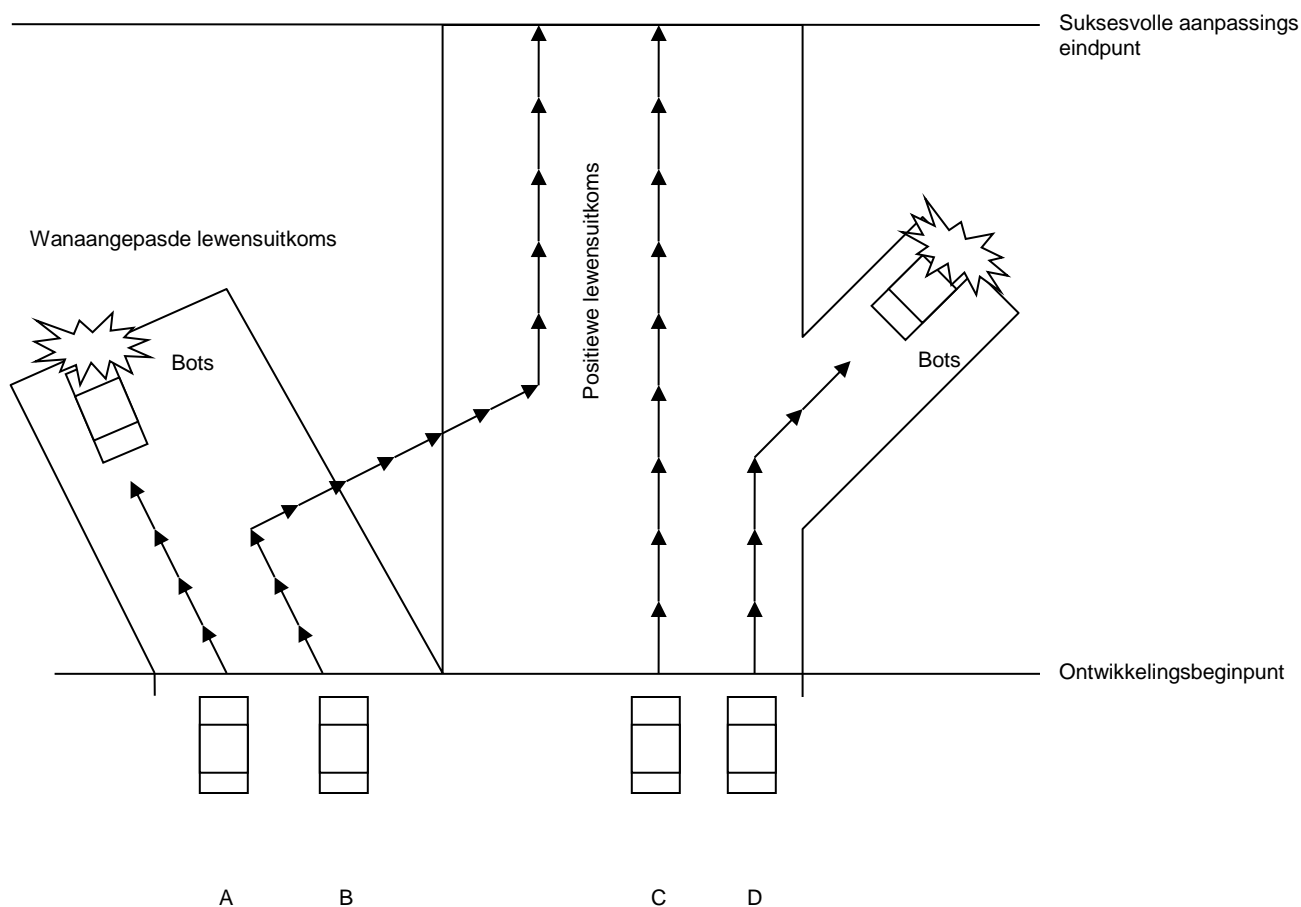 Suksesvolle aanpassings
eindpunt
Positiewe lewensuitkoms
Wanaangepasde lewensuitkoms
Bots
Bots
Ontwikkelingsbeginpunt
A B C D